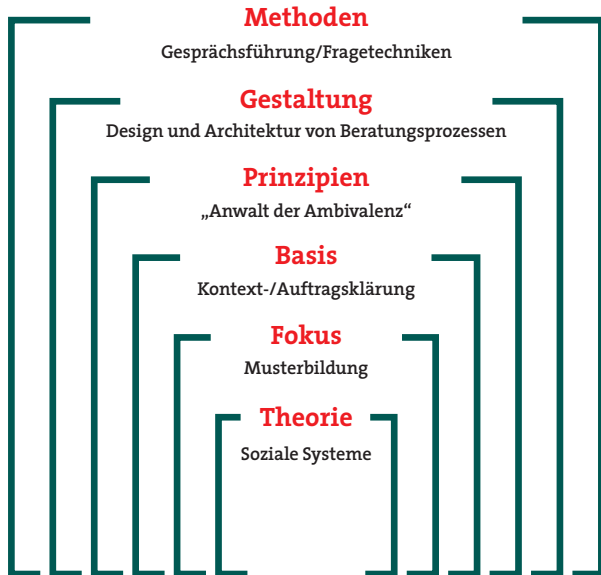 Methoden
Gesprächsführung/Fragetechniken
Gestaltung
Design und Architektur von Beratungsprozessen
Prinzipien
„Anwalt der Ambivalenz“
Basis
Kontext-/Auftragsklärung
Fokus
Musterbildung
Theorie
Soziale Systeme